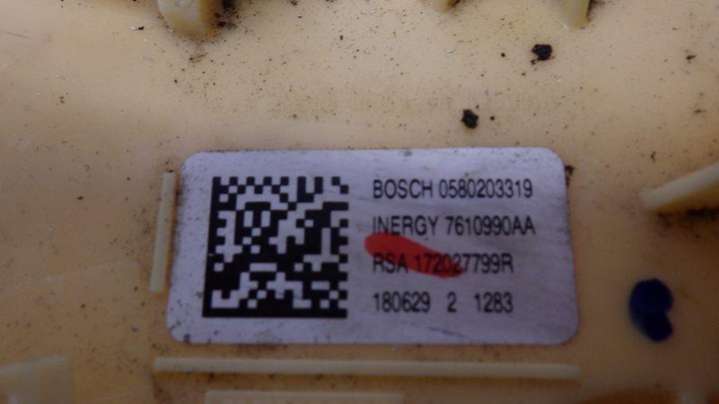 BOSCH 0580203319
INERGY 7610990AA
RSA 172027799R
180629 2 1283